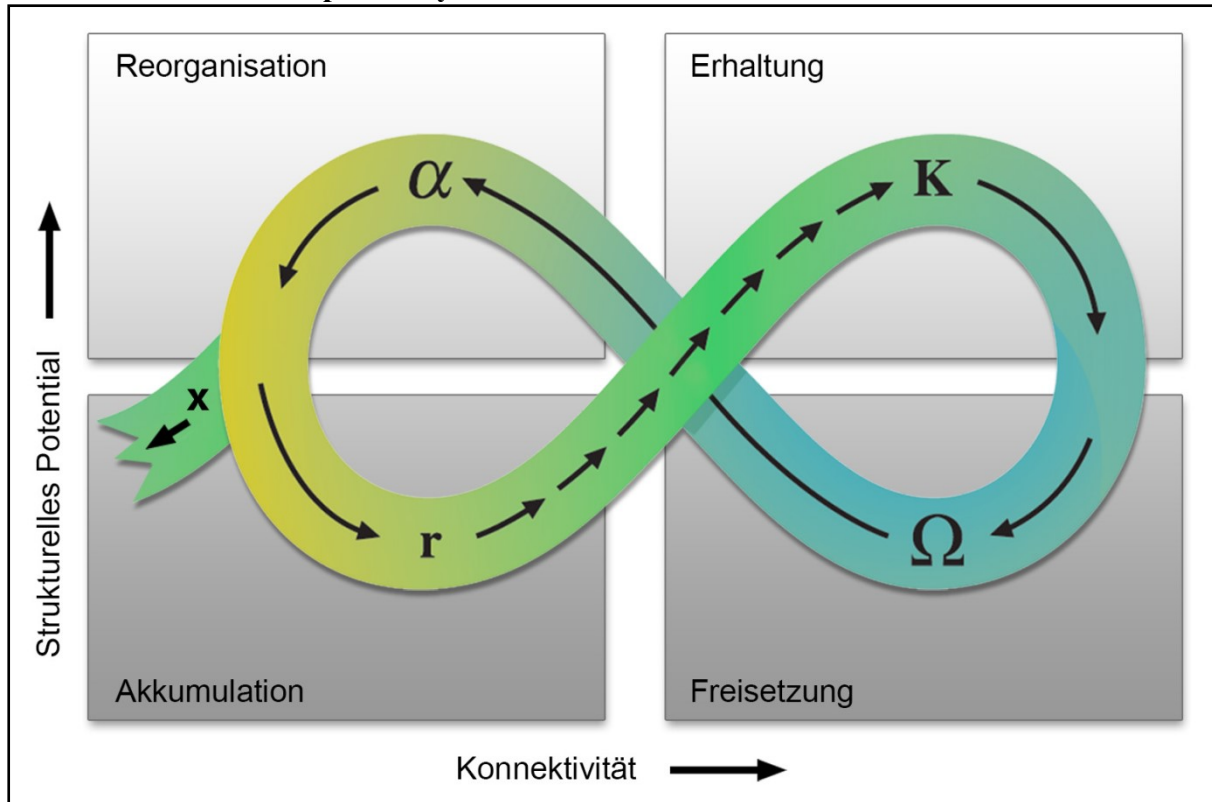 Reorganisation
Erhaltung
α
K
x
r
Ω
Strukturelles Potential
Akkumulation
Freisetzung
Konnektivität